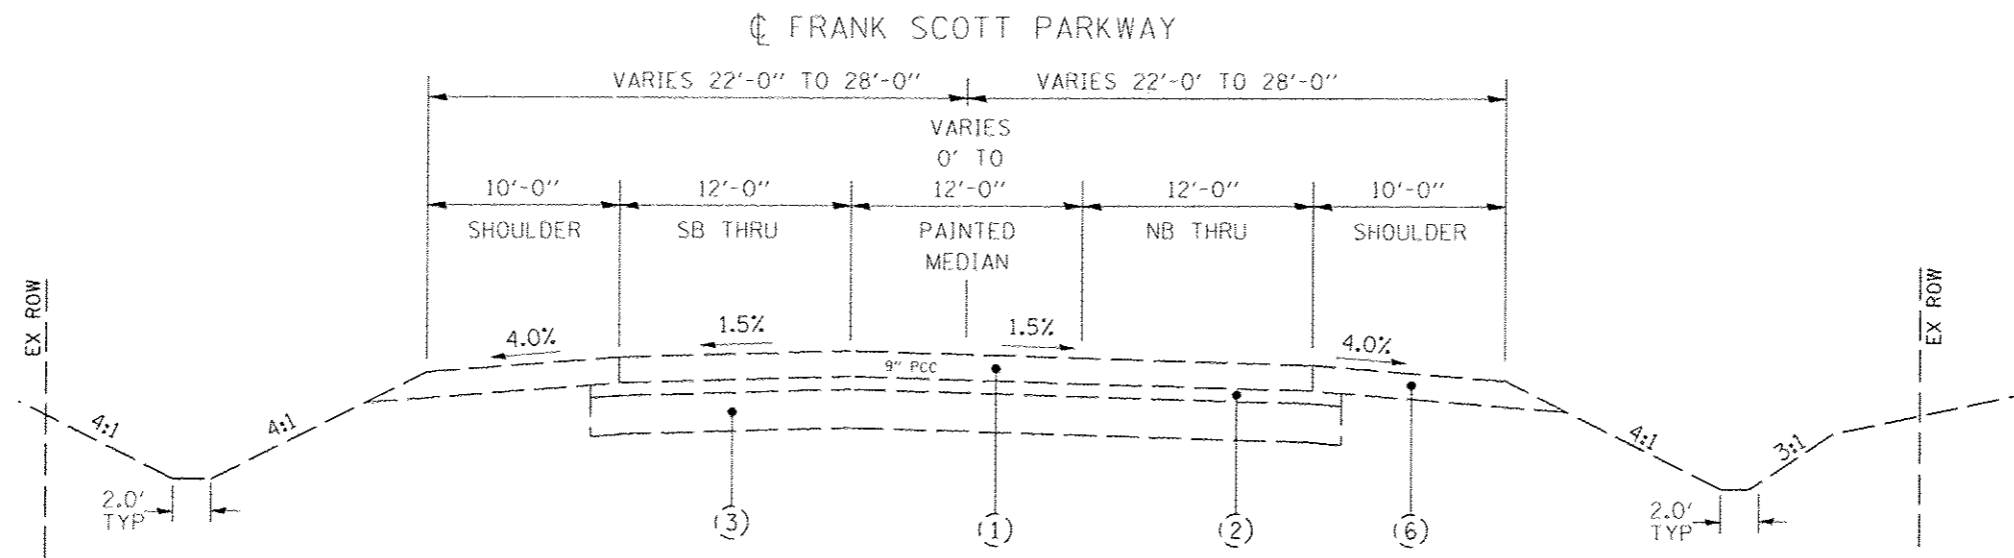 ℄ FRANK SCOTT PARKWAY
VARIES 22'-0" TO 28'-0" VARIES 22'-0' TO 28'-0"
VARIES
0' TO
10'-0" 12'-0" 12'-0" 12'-0" 10'-0"
SHOULDER SB THRU PAINTED NB THRU SHOULDER
MEDIAN
EX ROW EX ROW
4.0% 1.5% 1.5% 4.0%
9" PCC
4:1 4:1 4:1 3:1
2.0' 2.0'
TYP TYP
(3) (1) (2) (6)